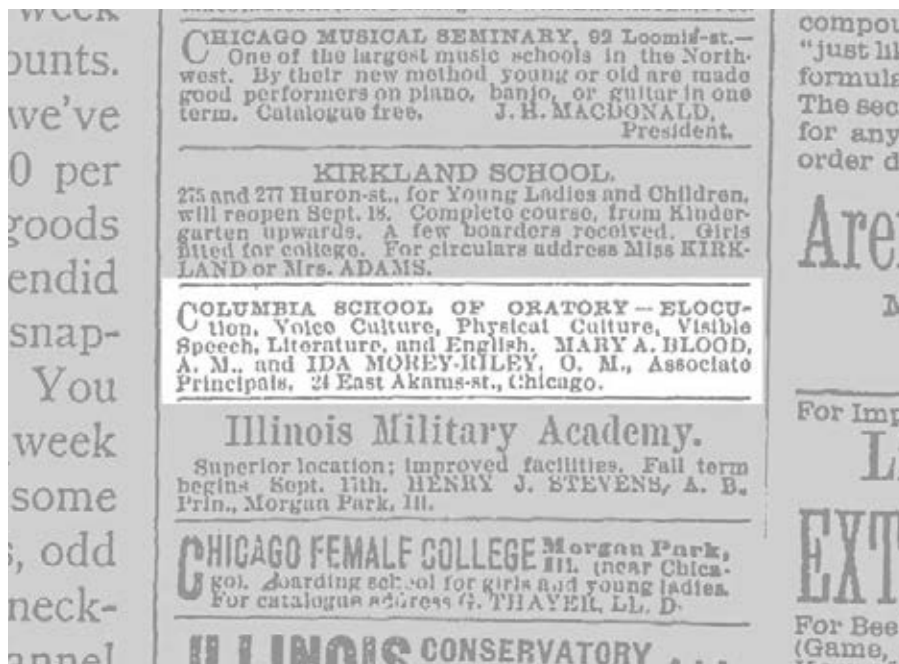 week
ounts.
we've
0 per
goods
endid
snap-
You
week
some
s, odd
neck-
annel
CHICAGO MUSICAL SEMINARY, 92 Loomis-st.—
One of the largest music schools in the North-
west. By their new method young or old are made
good performers on piano, banjo, or guitar in one
term. Catalogue free. J. H. MACDONALD,
President.
KIRKLAND SCHOOL.
275 and 277 Huron-st., for Young Ladies and Children,
will reopen Sept. 18. Complete course, from Kinder-
garten upwards. A few boarders received. Girls
fitted for college. For circulars address Miss KIRK-
LAND or Mrs. ADAMS.
COLUMBIA SCHOOL OF ORATORY—ELOCU-
tion, Voice Culture, Physical Culture, Visible
Speech, Literature, and English. MARY A. BLOOD,
A. M., and IDA MOREY-RILEY, O. M., Associate
Principals. 24 East Akams-st., Chicago.
Illinois Military Academy.
Superior location; improved facilities. Fall term
begins Sept. 17th. HENRY J. STEVENS, A. B.
Prin., Morgan Park, Ill.
CHICAGO FEMALE COLLEGE Morgan Park,
Ill. (near Chica-
go). Boarding school for girls and young ladies.
For catalogue address G. THAYER, LL. D.
ILLINOIS CONSERVATORY
compou
"just lik
formula
The sec
for any
order d
Are
M
For Imp
L
EXT
For Bee
(Game,